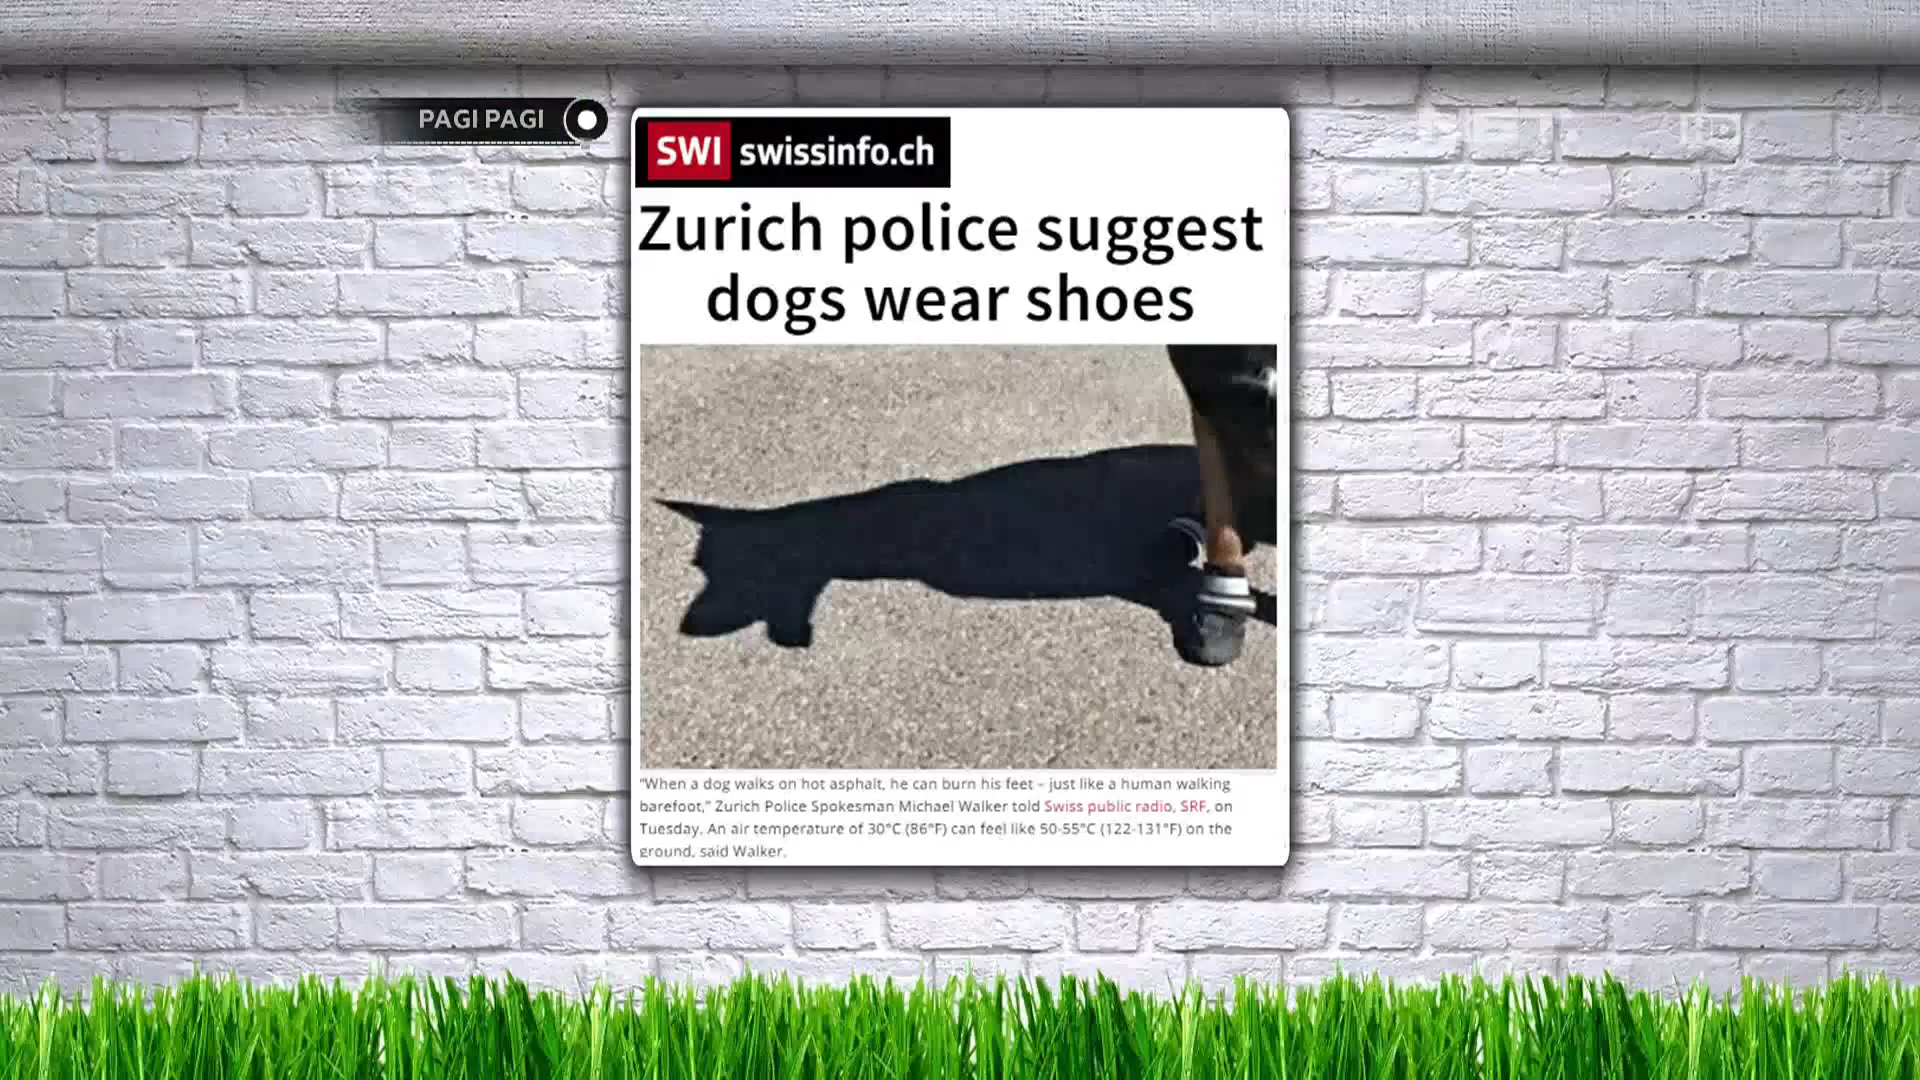 PAGI PAGI
SWI swissinfo.ch
Zurich police suggest
dogs wear shoes
"When a dog walks on hot asphalt, he can burn his feet – just like a human walking
barefoot," Zurich Police Spokesman Michael Walker told Swiss public radio, SRF, on
Tuesday. An air temperature of 30°C (86°F) can feel like 50-55°C (122-131°F) on the
ground, said Walker.